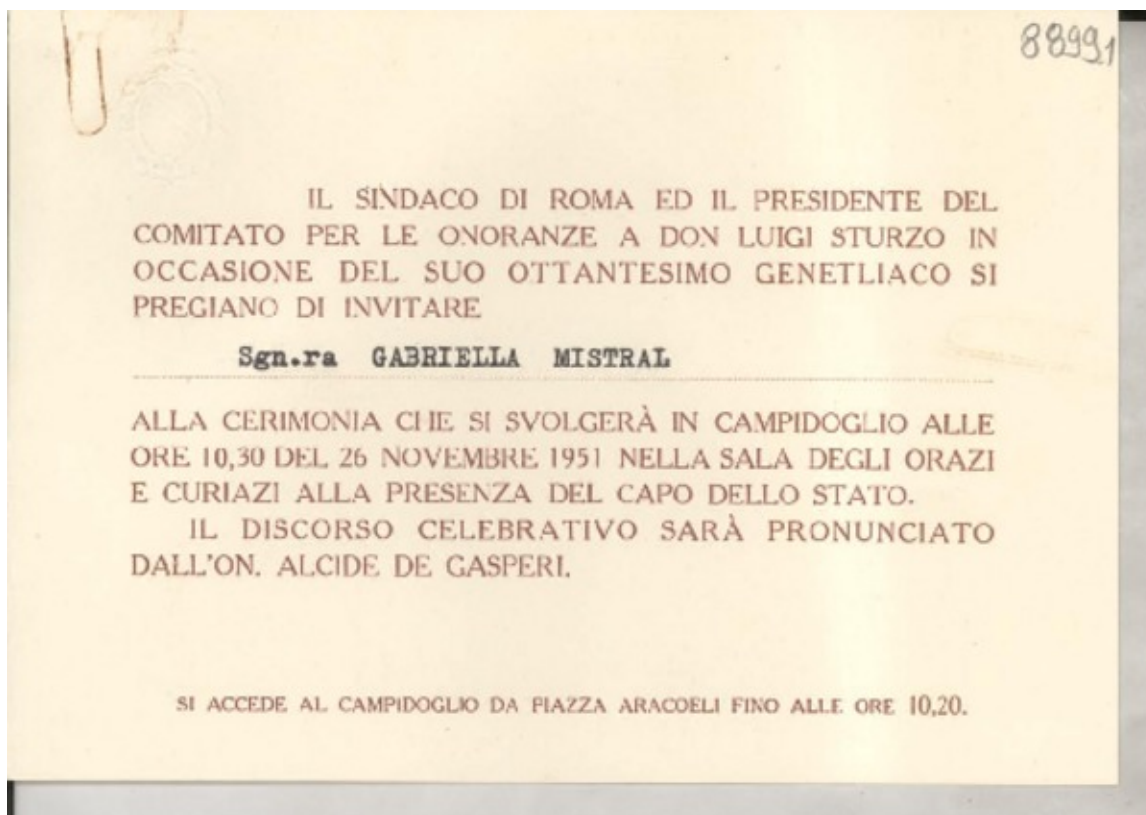 88991
IL SINDACO DI ROMA ED IL PRESIDENTE DEL
COMITATO PER LE ONORANZE A DON LUIGI STURZO IN
OCCASIONE DEL SUO OTTANTESIMO GENETLIACO SI
PREGIANO DI INVITARE
Sgn.ra GABRIELLA MISTRAL
ALLA CERIMONIA CHE SI SVOLGERÀ IN CAMPIDOGLIO ALLE
ORE 10,30 DEL 26 NOVEMBRE 1951 NELLA SALA DEGLI ORAZI
E CURIAZI ALLA PRESENZA DEL CAPO DELLO STATO.
IL DISCORSO CELEBRATIVO SARÀ PRONUNCIATO
DALL'ON. ALCIDE DE GASPERI.
SI ACCEDE AL CAMPIDOGLIO DA PIAZZA ARACOELI FINO ALLE ORE 10,20.